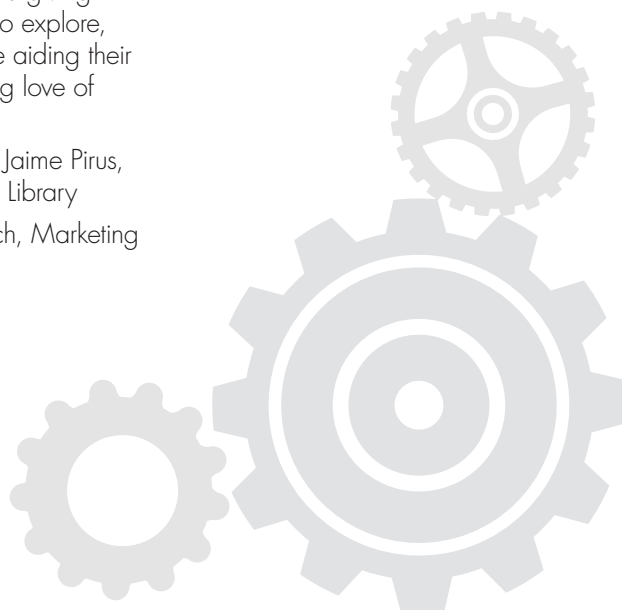 o explore,
e aiding their
g love of
Jaime Pirus,
Library
ch, Marketing